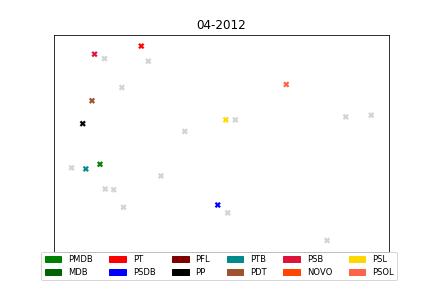 04-2012
PMDB PT PFL PTB PSB PSL
MDB PSDB PP PDT NOVO PSOL